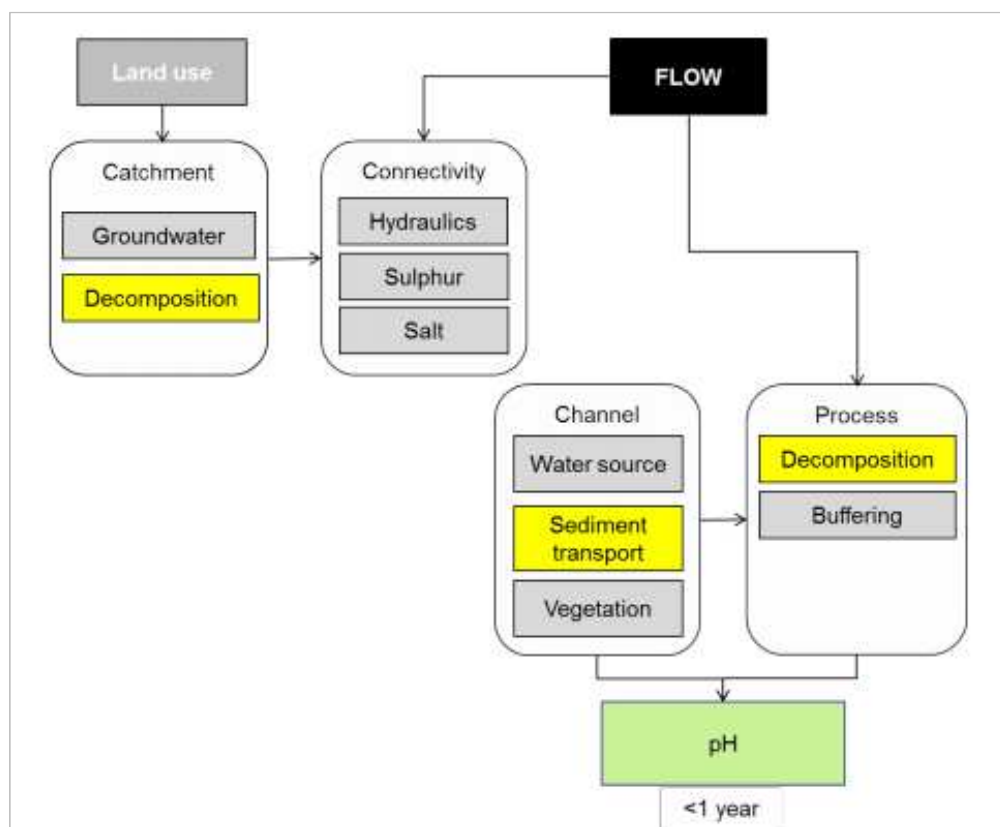 Land use
FLOW
Catchment
Groundwater
Decomposition
Connectivity
Hydraulics
Sulphur
Salt
Channel
Water source
Sediment
transport
Vegetation
Process
Decomposition
Buffering
pH
<1 year